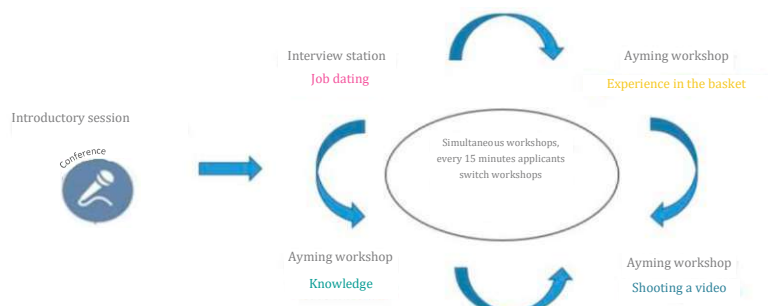 Introductory session
Conference
Interview station
Job dating
Ayming workshop
Experience in the basket
Simultaneous workshops,
every 15 minutes applicants
switch workshops
Ayming workshop
Knowledge
Ayming workshop
Shooting a video